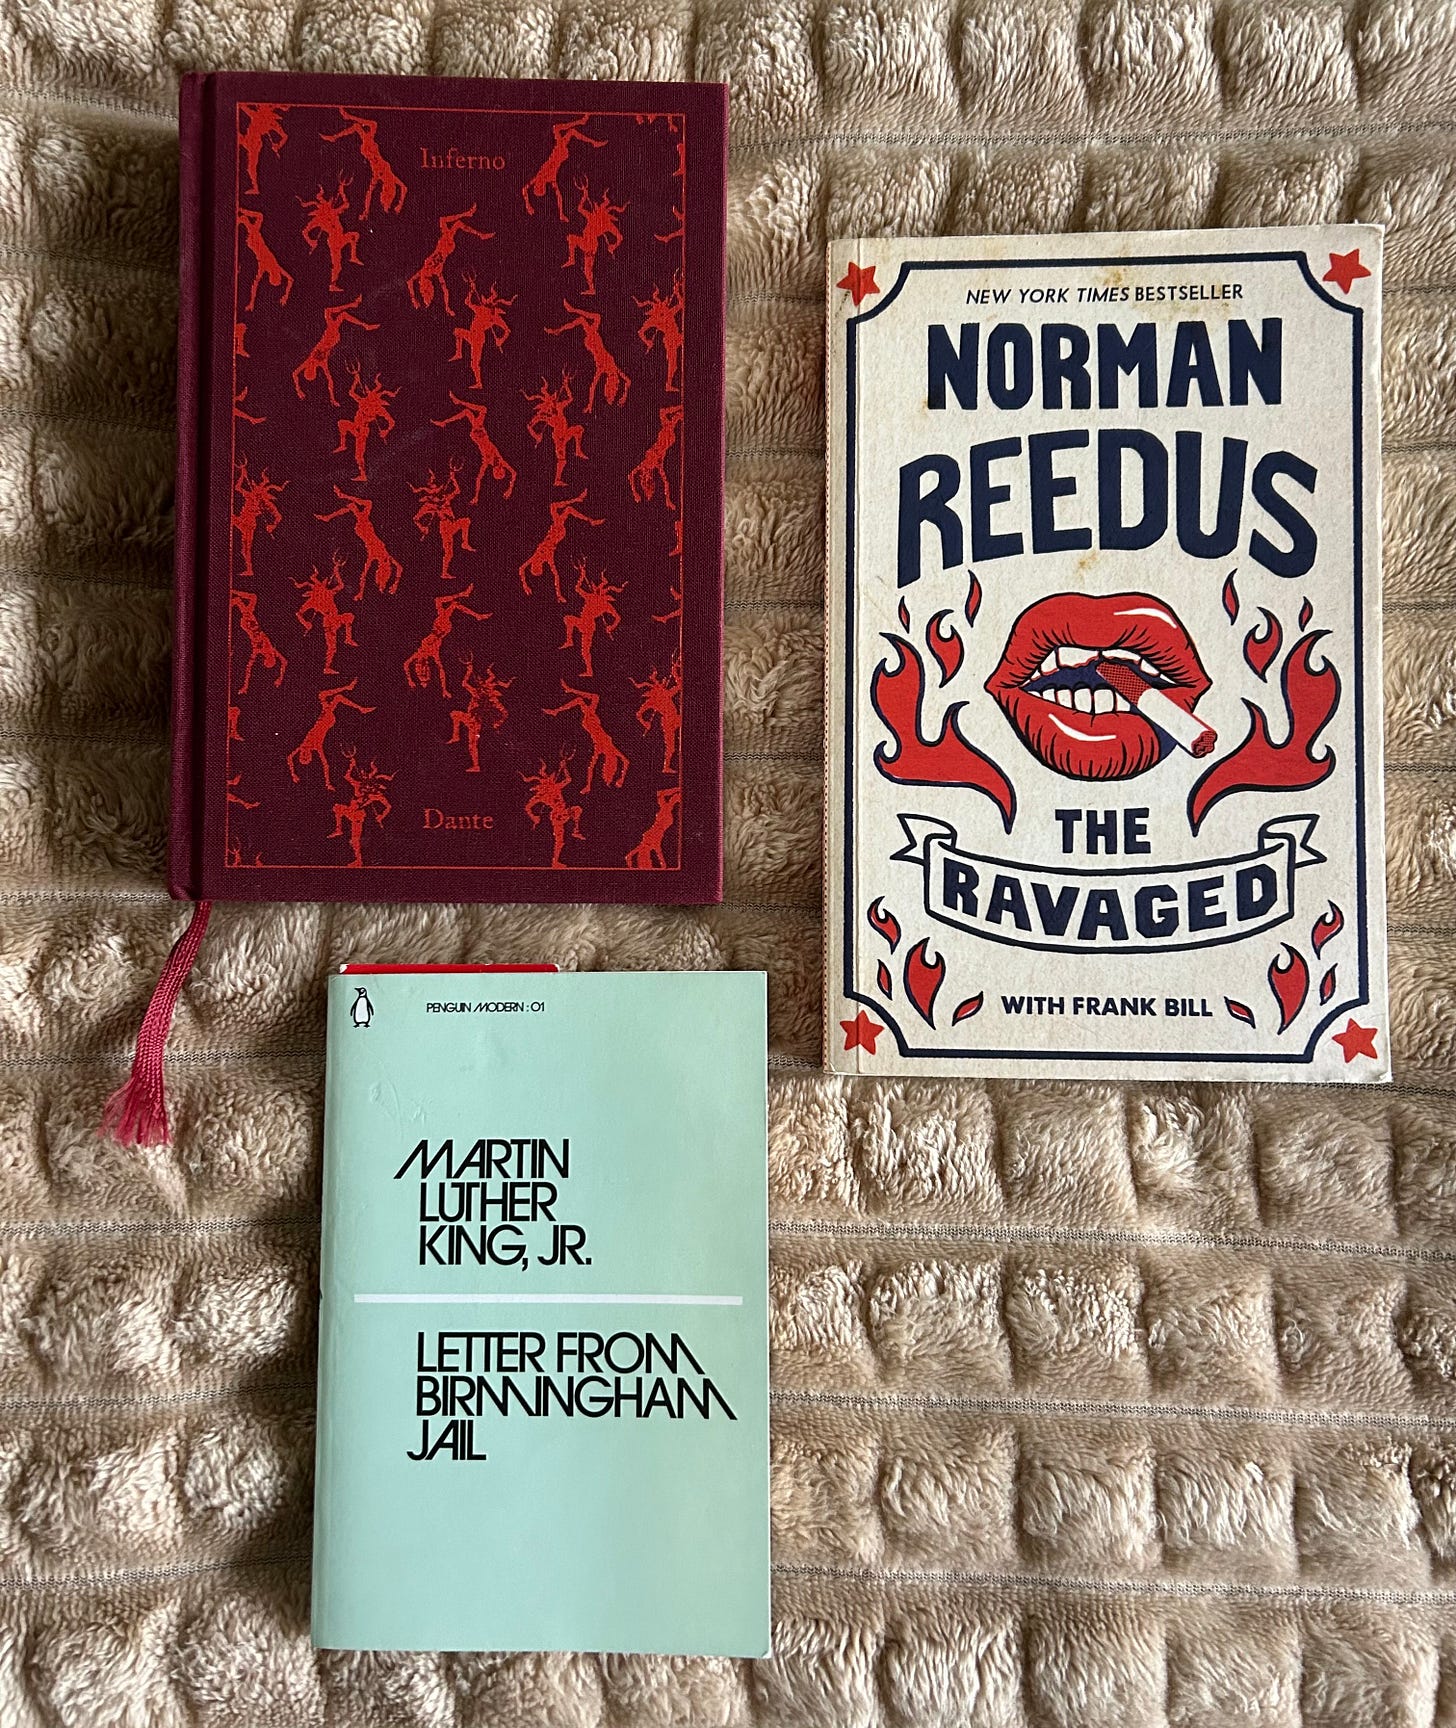 Inferno
Dante
NEW YORK TIMES BESTSELLER
NORMAN
REEDUS
THE
RAVAGED
WITH FRANK BILL
PENGUIN MODERN : 01
MARTIN
LUTHER
KING, JR.
LETTER FROM
BIRMINGHAM
JAIL